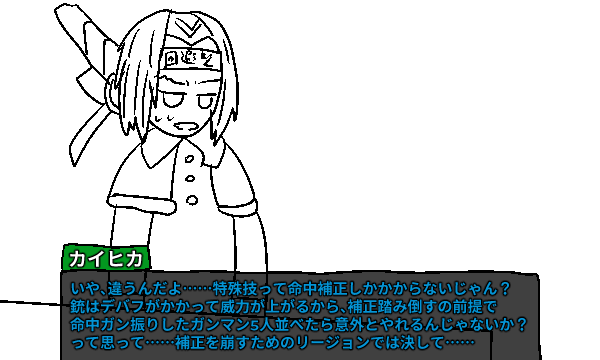 カイヒカ
いや、違うんだよ……特殊技って命中補正しかかからないじゃん？
銃はデバフがかかって威力が上がるから、補正踏み倒すの前提で
命中ガン振りしたガンマン5人並べたら意外とやれるんじゃないか？
って思って……補正を崩すためのリージョンでは決して……